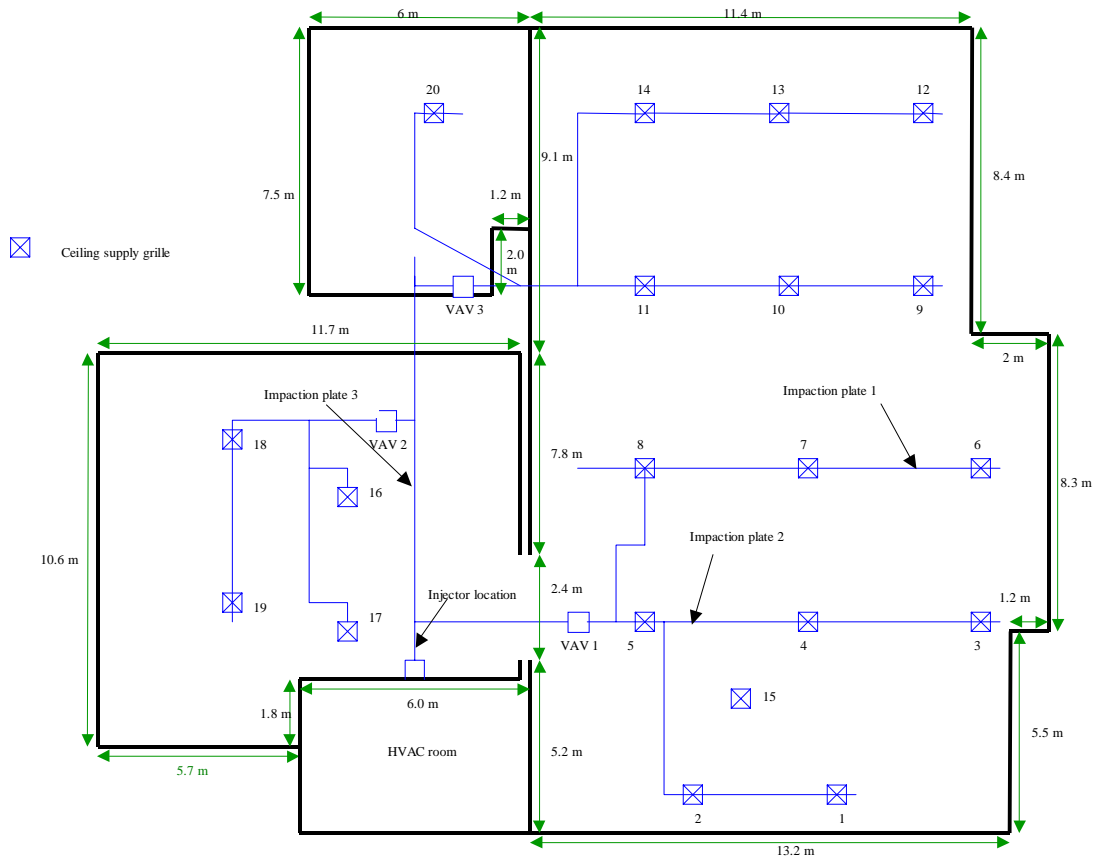 6 m
11.4 m
20
14
13
12
9.1 m
7.5 m
1.2 m
8.4 m
2.0
m
Ceiling supply grille
VAV 3
11
10
9
11.7 m
2 m
Impaction plate 3
Impaction plate 1
18
VAV 2
8
7
6
7.8 m
16
8.3 m
10.6 m
Impaction plate 2
2.4 m
Injector location
1.2 m
19
17
VAV 1
5
4
3
15
1.8 m
6.0 m
HVAC room
5.2 m
5.5 m
5.7 m
2
1
13.2 m